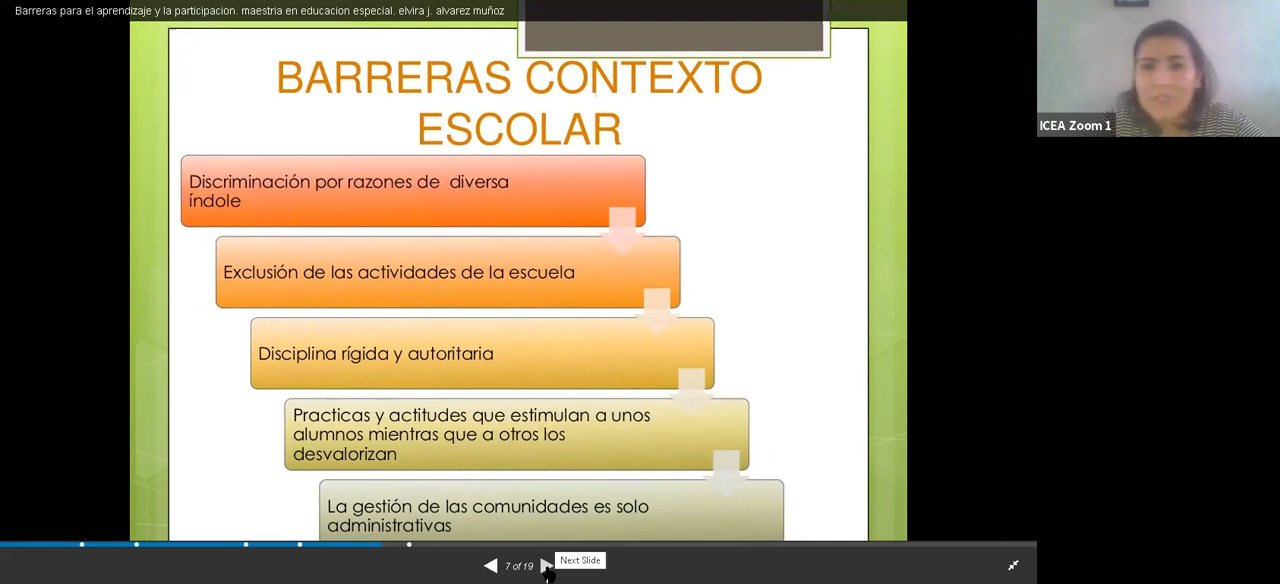 Barreras para el aprendizaje y la participacion. maestria en educacion especial. elvira j. alvarez muñoz
BARRERAS CONTEXTO
ESCOLAR
ICEA Zoom 1
Discriminación por razones de diversa
índole
Exclusión de las actividades de la escuela
Disciplina rígida y autoritaria
Practicas y actitudes que estimulan a unos
alumnos mientras que a otros los
desvalorizan
La gestión de las comunidades es solo
administrativas
7 of 19
Next Slide